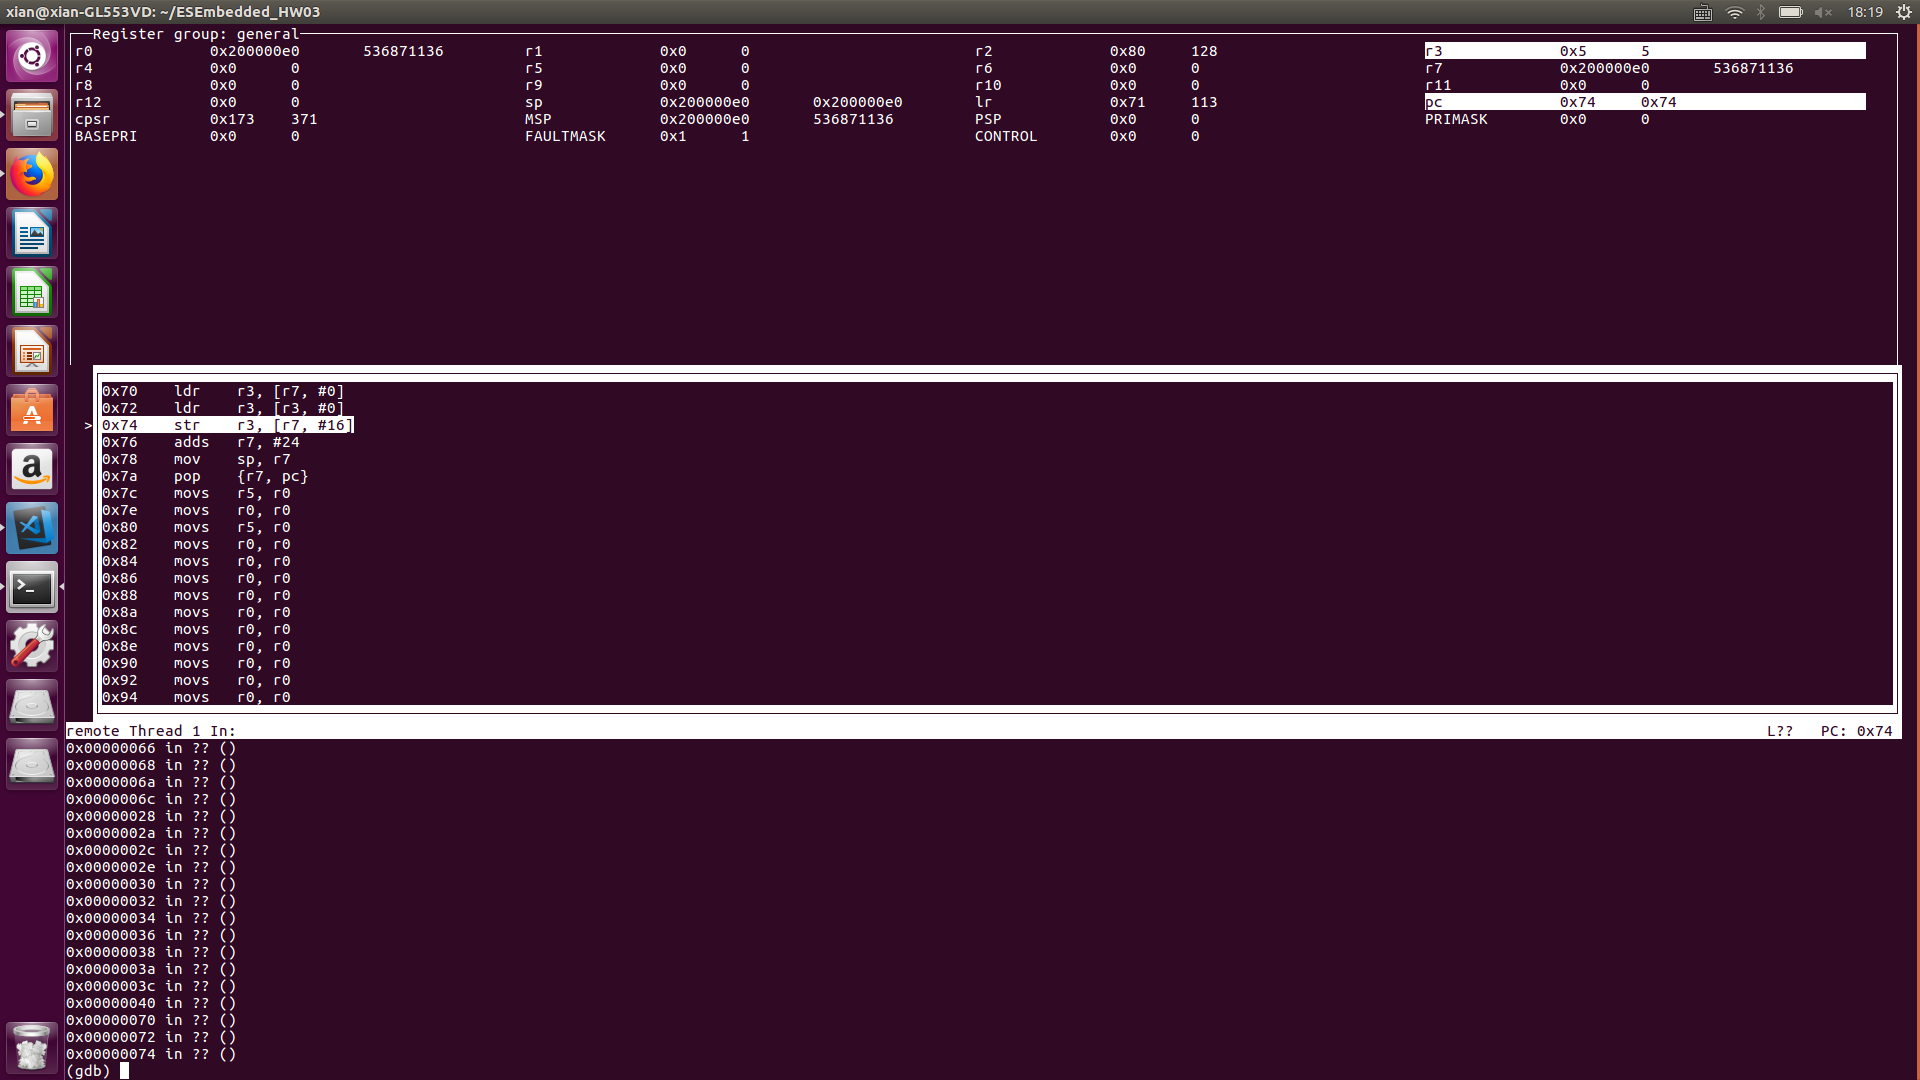 xian@xian-GL553VD: ~/ESEmbedded_HW03 18:19
Register group: general
r0 0x200000e0 536871136 r1 0x0 0 r2 0x80 128 r3 0x5 5
r4 0x0 0 r5 0x0 0 r6 0x0 0 r7 0x200000e0 536871136
r8 0x0 0 r9 0x0 0 r10 0x0 0 r11 0x0 0
r12 0x0 0 sp 0x200000e0 0x200000e0 lr 0x71 113 pc 0x74 0x74
cpsr 0x173 371 MSP 0x200000e0 536871136 PSP 0x0 0 PRIMASK 0x0 0
BASEPRI 0x0 0 FAULTMASK 0x1 1 CONTROL 0x0 0
0x70 ldr r3, [r7, #0]
0x72 ldr r3, [r3, #0]
> 0x74 str r3, [r7, #16]
0x76 adds r7, #24
0x78 mov sp, r7
0x7a pop {r7, pc}
0x7c movs r5, r0
0x7e movs r0, r0
0x80 movs r5, r0
0x82 movs r0, r0
0x84 movs r0, r0
0x86 movs r0, r0
0x88 movs r0, r0
0x8a movs r0, r0
0x8c movs r0, r0
0x8e movs r0, r0
0x90 movs r0, r0
0x92 movs r0, r0
0x94 movs r0, r0
remote Thread 1 In: L?? PC: 0x74
0x00000066 in ?? ()
0x00000068 in ?? ()
0x0000006a in ?? ()
0x0000006c in ?? ()
0x00000028 in ?? ()
0x0000002a in ?? ()
0x0000002c in ?? ()
0x0000002e in ?? ()
0x00000030 in ?? ()
0x00000032 in ?? ()
0x00000034 in ?? ()
0x00000036 in ?? ()
0x00000038 in ?? ()
0x0000003a in ?? ()
0x0000003c in ?? ()
0x00000040 in ?? ()
0x00000070 in ?? ()
0x00000072 in ?? ()
0x00000074 in ?? ()
(gdb)